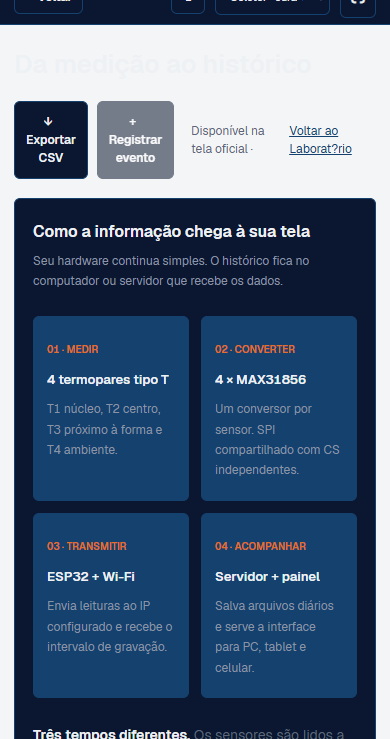 Da medição ao histórico
↓
Exportar
CSV
+
Registrar
evento
Disponível na
tela oficial ·
Voltar ao
Laborat?rio
Como a informação chega à sua tela
Seu hardware continua simples. O histórico fica no
computador ou servidor que recebe os dados.
01 · MEDIR
4 termopares tipo T
T1 núcleo, T2 centro,
T3 próximo à forma e
T4 ambiente.
02 · CONVERTER
4 × MAX31856
Um conversor por
sensor. SPI
compartilhado com CS
independentes.
03 · TRANSMITIR
ESP32 + Wi-Fi
Envia leituras ao IP
configurado e recebe o
intervalo de gravação.
04 · ACOMPANHAR
Servidor + painel
Salva arquivos diários
e serve a interface
para PC, tablet e
celular.
Três tempos diferentes. Os sensores são lidos a